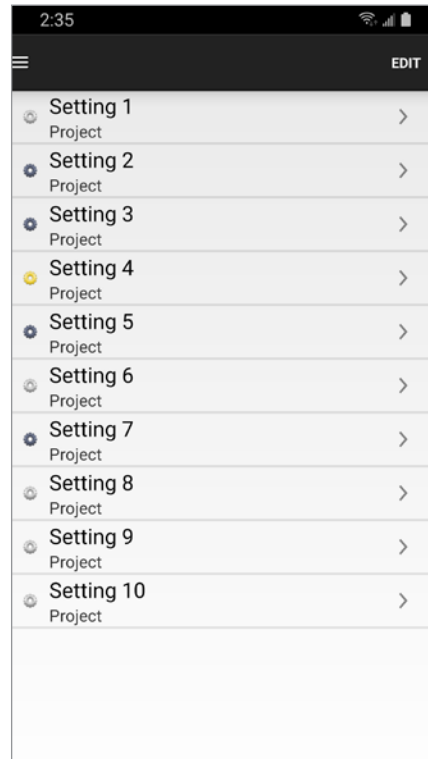 2:35
EDIT
Setting 1
Project
Setting 2
Project
Setting 3
Project
Setting 4
Project
Setting 5
Project
Setting 6
Project
Setting 7
Project
Setting 8
Project
Setting 9
Project
Setting 10
Project